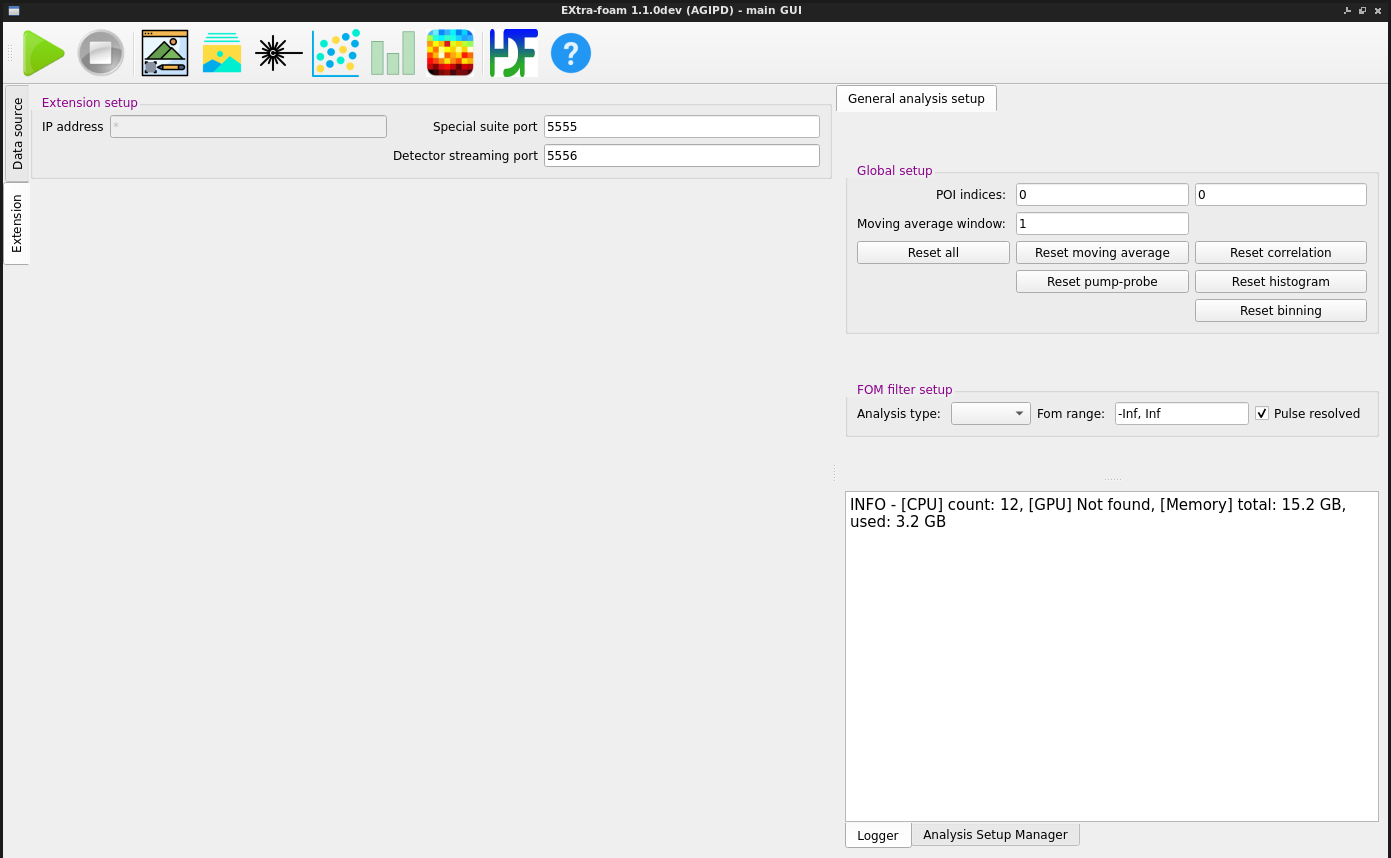 EXtra-foam 1.1.0dev (AGIPD) - main GUI
?
Data source
Extension
Extension setup
IP address *
Special suite port 5555
Detector streaming port 5556
General analysis setup
Global setup
POI indices: 0 0
Moving average window: 1
Reset all Reset moving average Reset correlation
Reset pump-probe Reset histogram
Reset binning
FOM filter setup
Analysis type: Fom range: -Inf, Inf Pulse resolved
INFO - [CPU] count: 12, [GPU] Not found, [Memory] total: 15.2 GB,
used: 3.2 GB
Logger Analysis Setup Manager